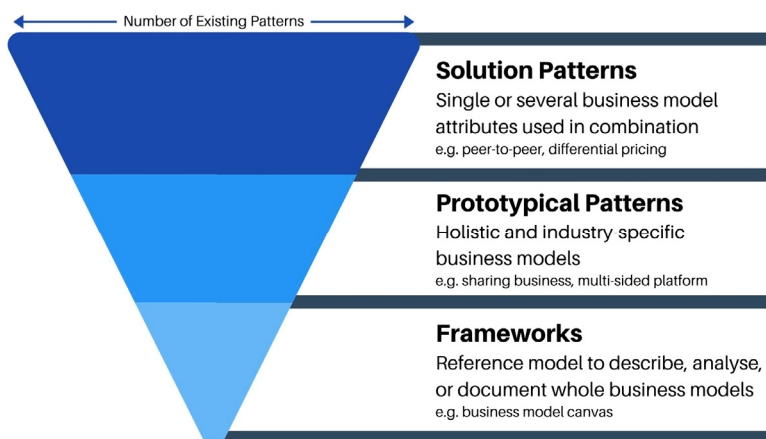 Number of Existing Patterns
Solution Patterns
Single or several business model
attributes used in combination
e.g. peer-to-peer, differential pricing
Prototypical Patterns
Holistic and industry specific
business models
e.g. sharing business, multi-sided platform
Frameworks
Reference model to describe, analyse,
or document whole business models
e.g. business model canvas